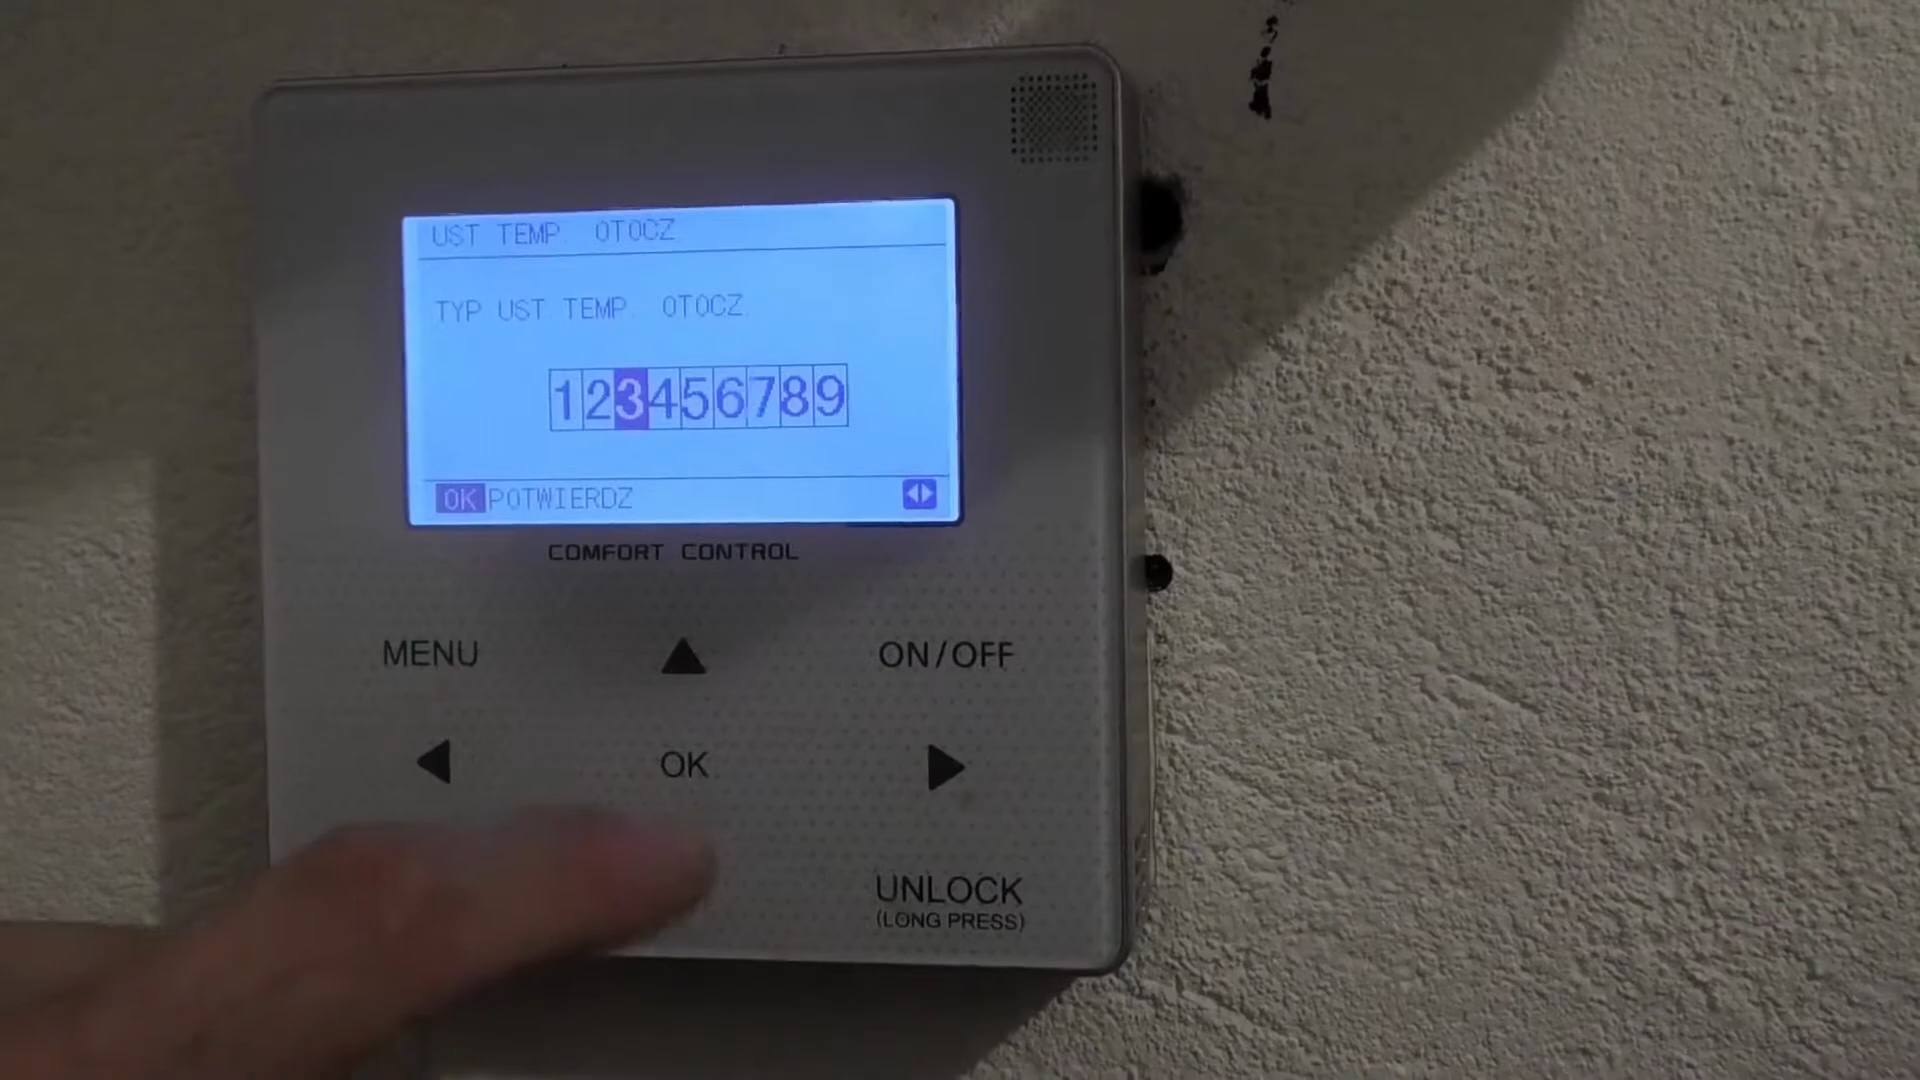 UST TEMP. OTOCZ
TYP UST TEMP. OTOCZ.
123456789
OK POTWIERDZ
COMFORT CONTROL
MENU
ON/OFF
OK
UNLOCK
(LONG PRESS)